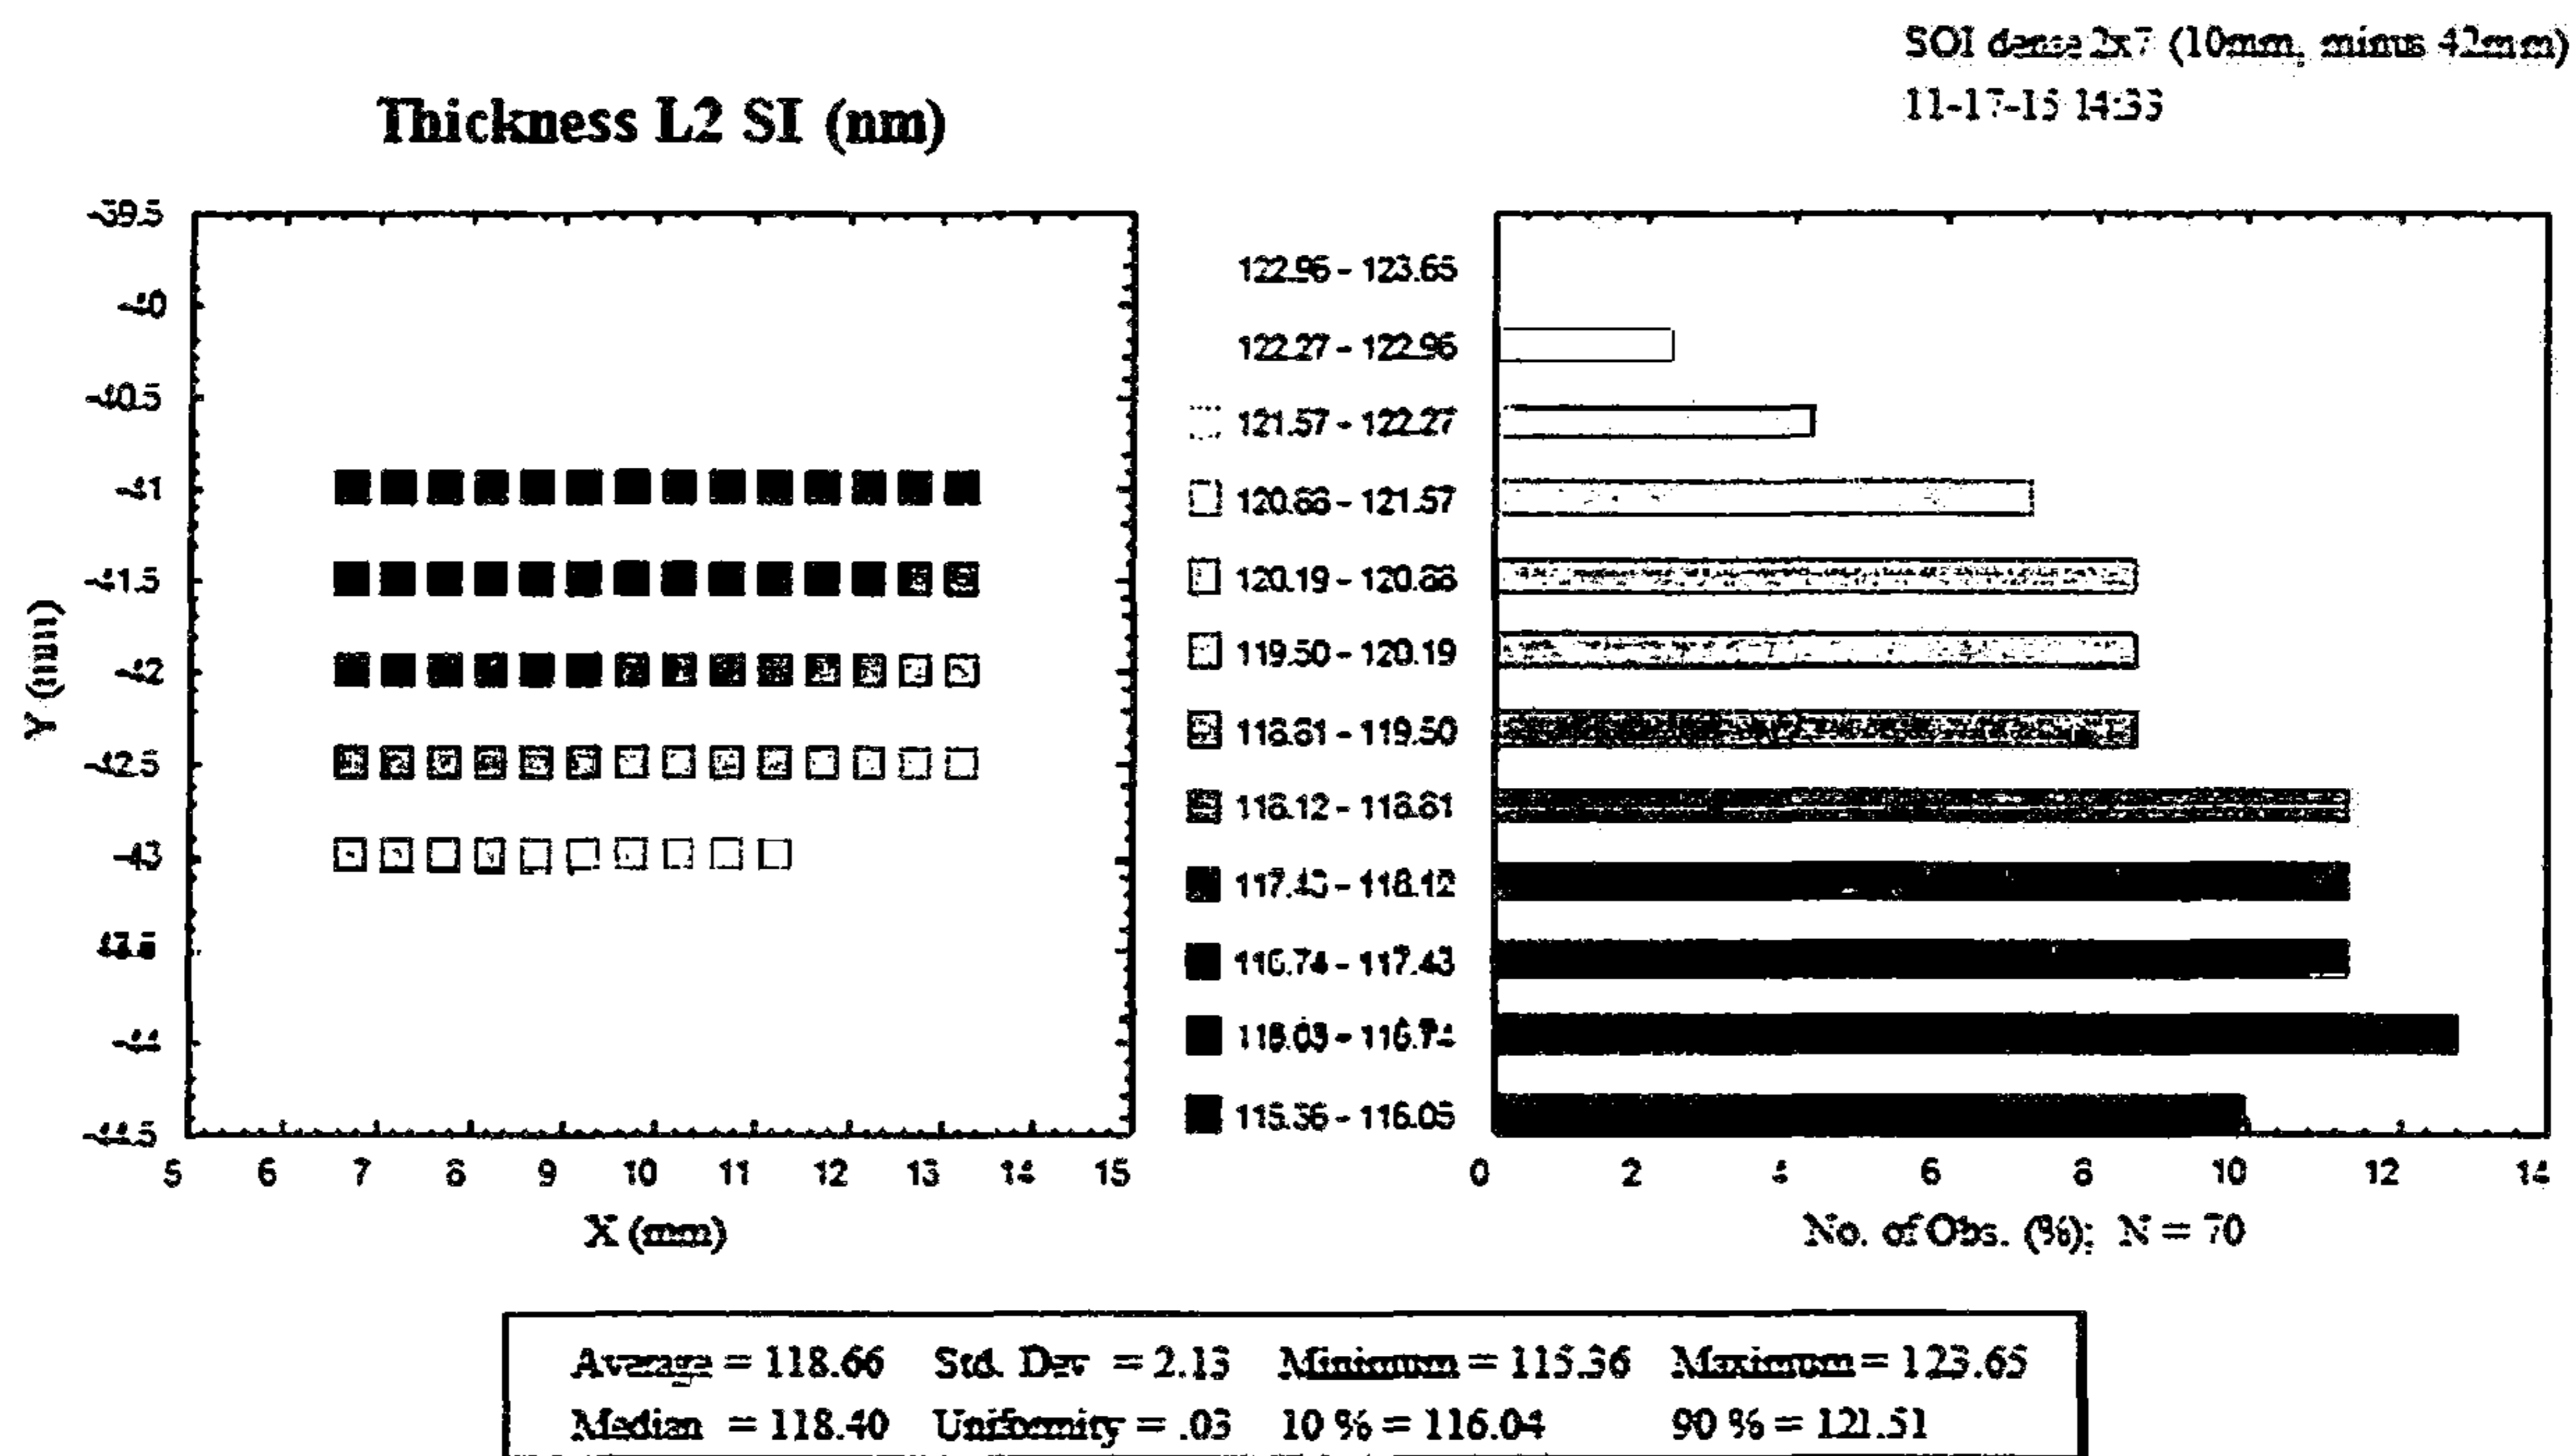 SOI dense 2x7 (10mm, minus 42mm)
11-17-15 14:33
Thickness L2 SI (nm)
-39.5
-40
-40.5
-41
-41.5
-42
-42.5
-43
-44
-44.5
Y (mm)
5 6 7 8 9 10 11 12 13 14 15
X (mm)
122.96 - 123.65
122.27 - 122.96
121.57 - 122.27
120.88 - 121.57
120.19 - 120.88
119.50 - 120.19
118.81 - 119.50
118.12 - 118.81
117.43 - 118.12
116.74 - 117.43
116.05 - 116.74
115.36 - 116.05
0 2 4 6 8 10 12 14
No. of Obs. (%); N = 70
Average = 118.66 Std. Dev = 2.13 Minimum = 115.36 Maximum = 123.65
Median = 118.40 Uniformity = .03 10 % = 116.04 90 % = 121.51